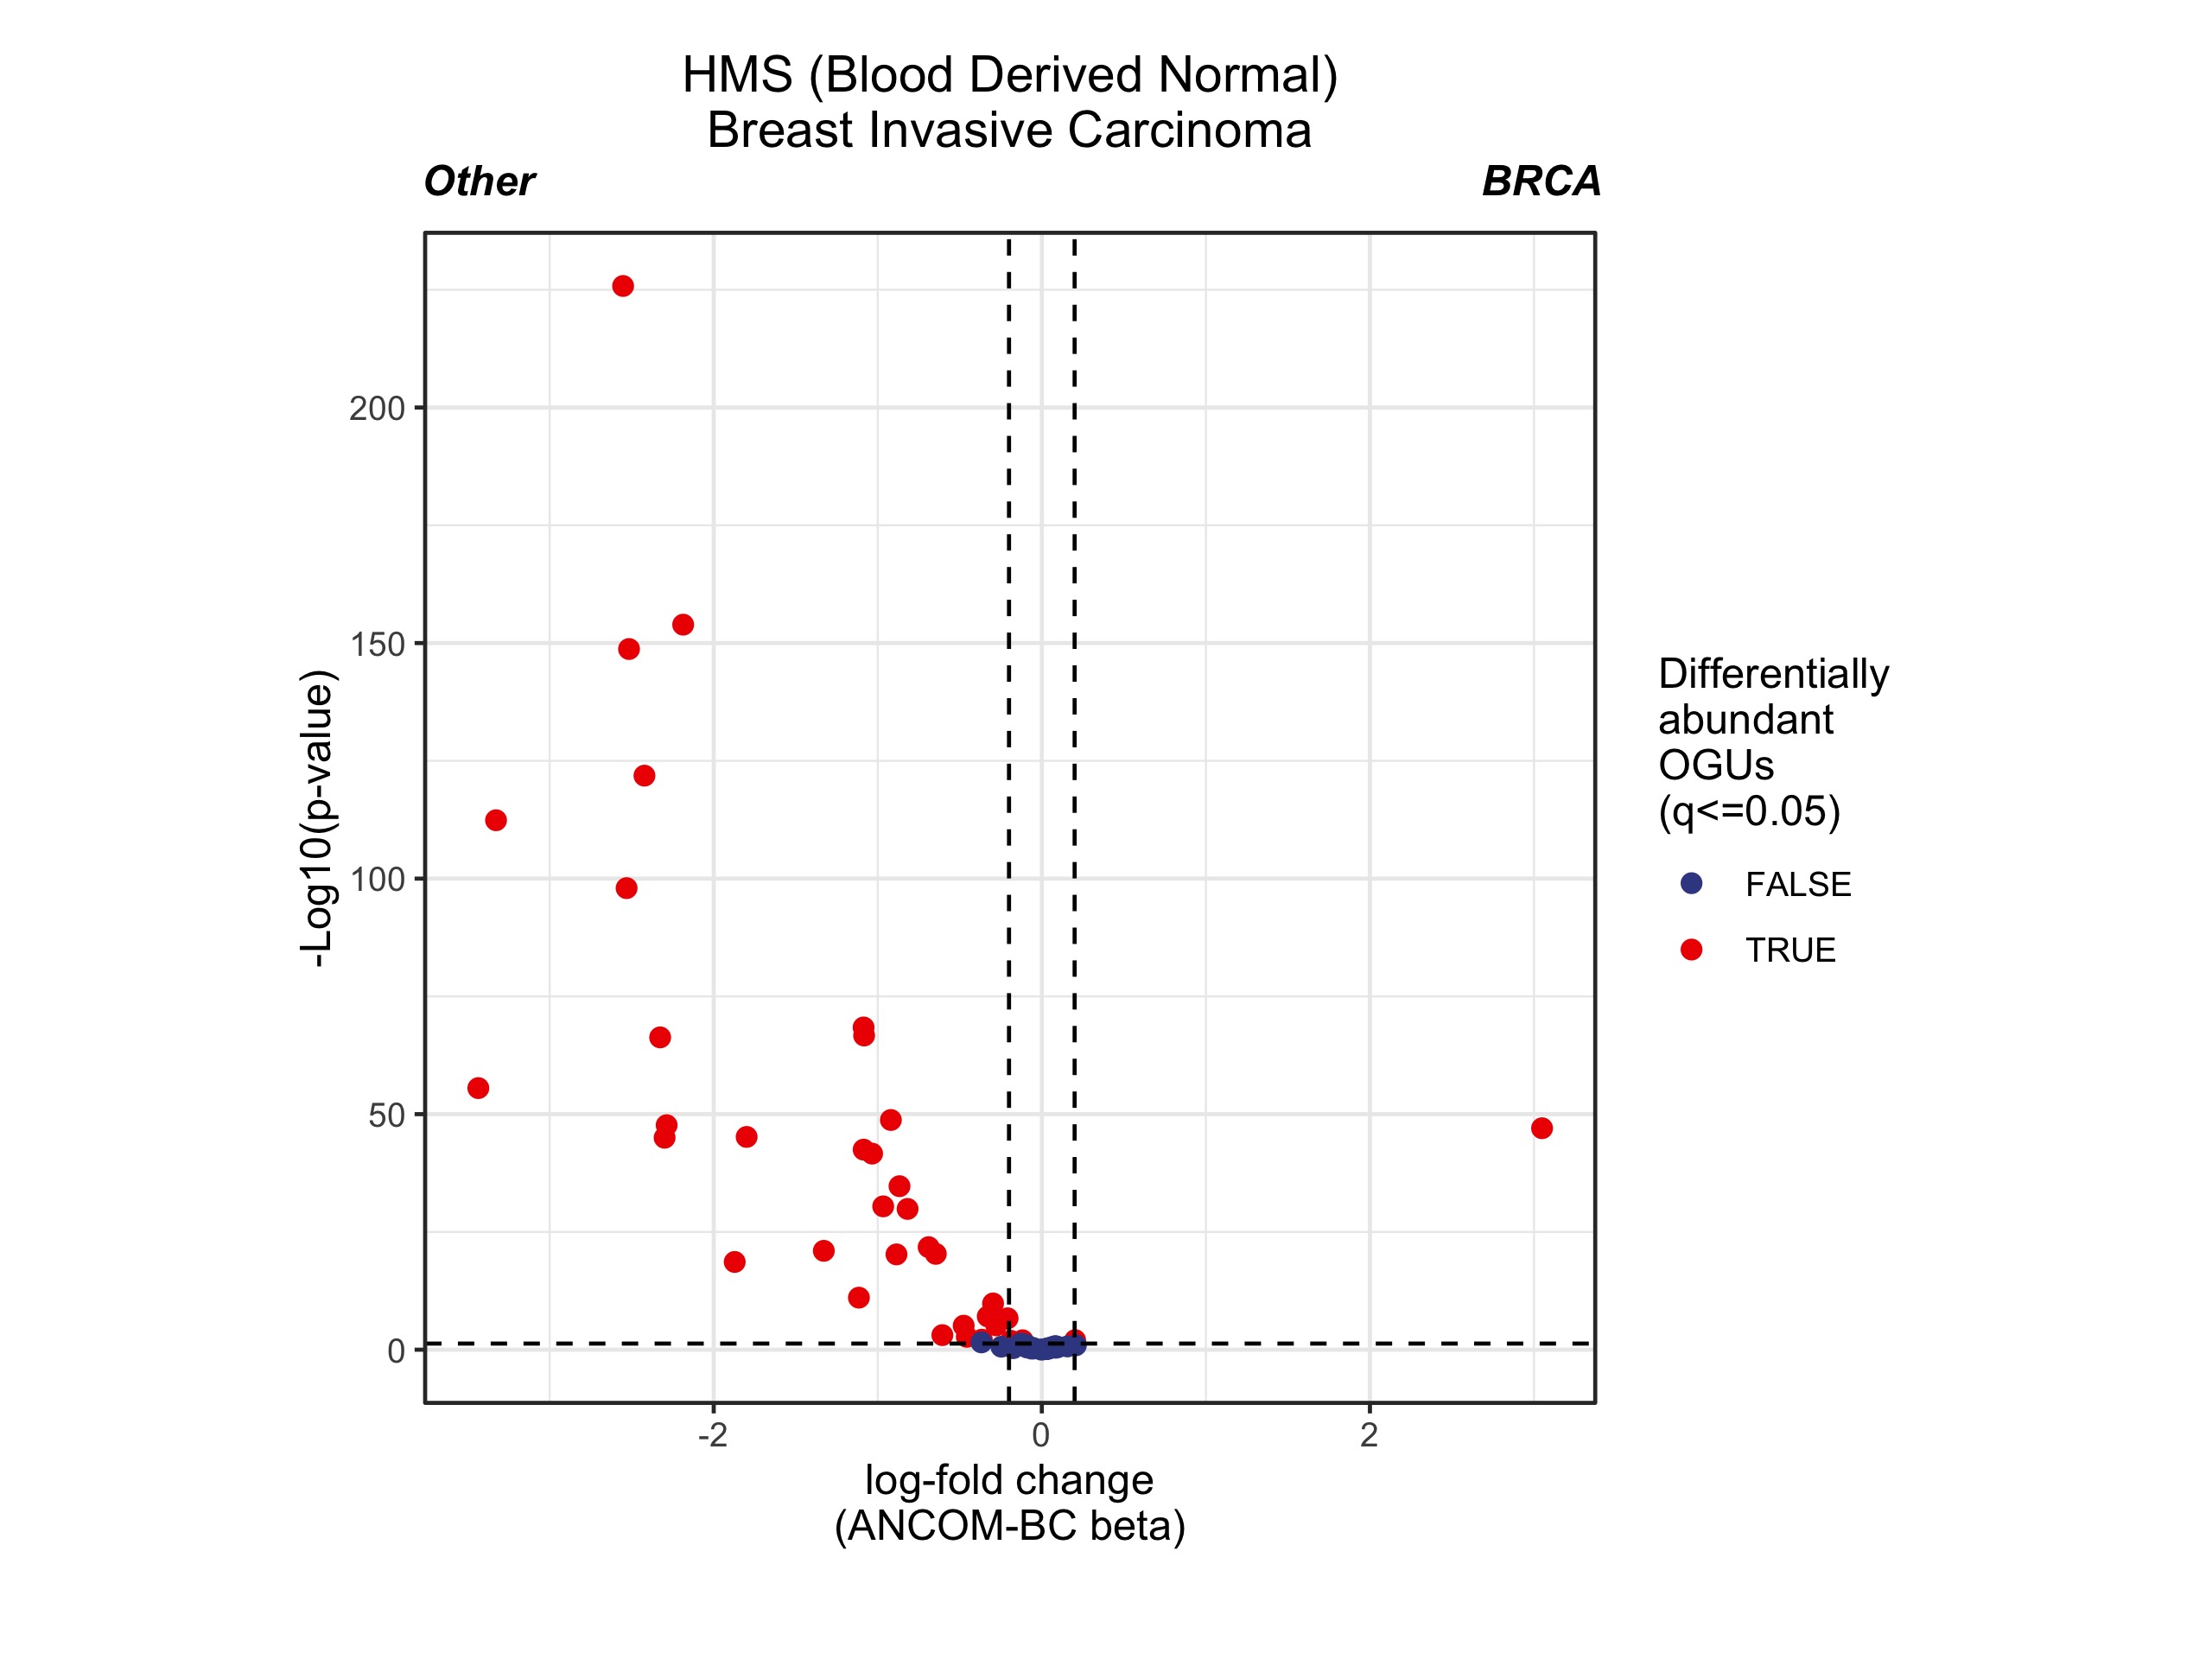 HMS (Blood Derived Normal)
Breast Invasive Carcinoma
Other
BRCA
200
150
100
50
0
-Log10(p-value)
-2
0
2
log-fold change
(ANCOM-BC beta)
Differentially
abundant
OGUs
(q<=0.05)
FALSE
TRUE